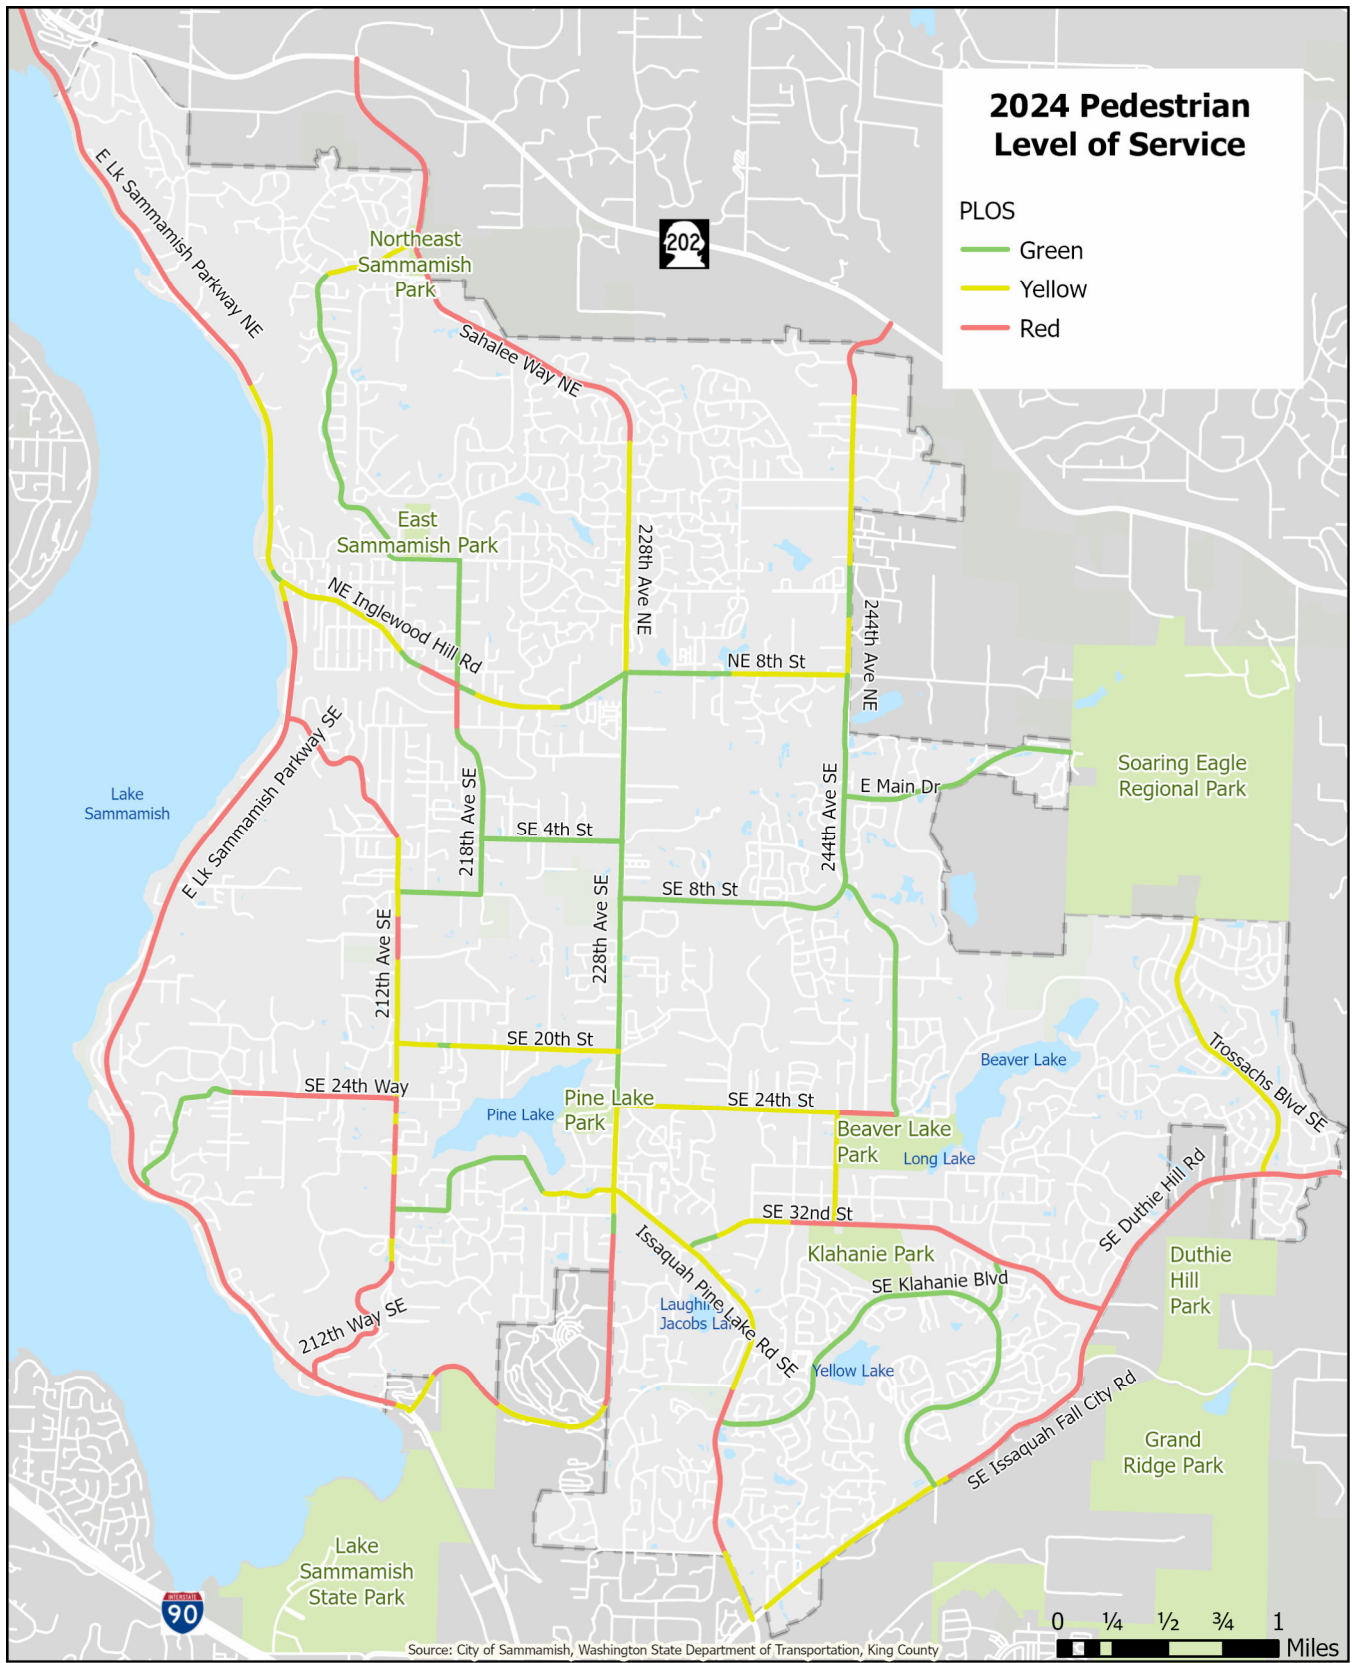 2024 Pedestrian
Level of Service
PLOS
Green
Yellow
Red
202
E Lk Sammamish Parkway NE
Northeast
Sammamish
Park
Sahalee Way NE
East
Sammamish Park
228th Ave NE
NE Inglewood Hill Rd
244th Ave NE
NE 8th St
E Lk Sammamish Parkway SE
Soaring Eagle
Regional Park
Lake
Sammamish
218th Ave SE
244th Ave SE
E Main Dr
SE 4th St
SE 8th St
212th Ave SE
228th Ave SE
SE 20th St
Beaver Lake
Trossachs Blvd SE
SE 24th Way
Pine Lake
Pine Lake
Park
SE 24th St
Beaver Lake
Park
Long Lake
SE Duthie Hill Rd
SE 32nd St
Issaquah Pine Lake Rd SE
Klahanie Park
Duthie
Hill
Park
SE Klahanie Blvd
Laughing
Jacobs La
212th Way SE
Yellow Lake
SE Issaquah Fall City Rd
Grand
Ridge Park
Lake
Sammamish
State Park
INTERSTATE
90
0 ¼ ½ ¾ 1
Miles
Source: City of Sammamish, Washington State Department of Transportation, King County